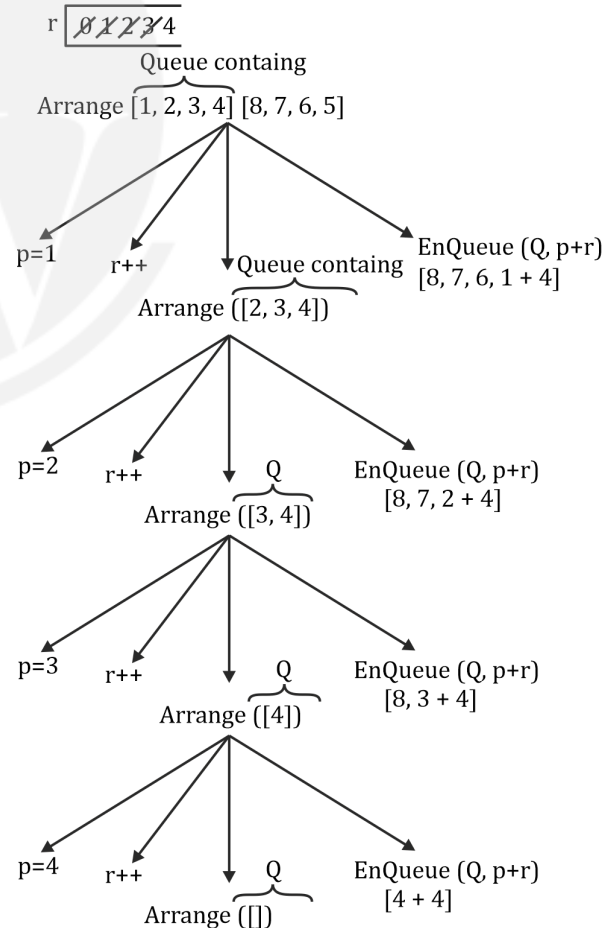 r 0 1 2 3 4
Queue containg
Arrange [1, 2, 3, 4] [8, 7, 6, 5]
p=1
r++
EnQueue (Q, p+r)
[8, 7, 6, 1 + 4]
Queue containg
Arrange ([2, 3, 4])
p=2
r++
EnQueue (Q, p+r)
[8, 7, 2 + 4]
Q
Arrange ([3, 4])
p=3
r++
EnQueue (Q, p+r)
[8, 3 + 4]
Q
Arrange ([4])
p=4
r++
EnQueue (Q, p+r)
[4 + 4]
Q
Arrange ([])